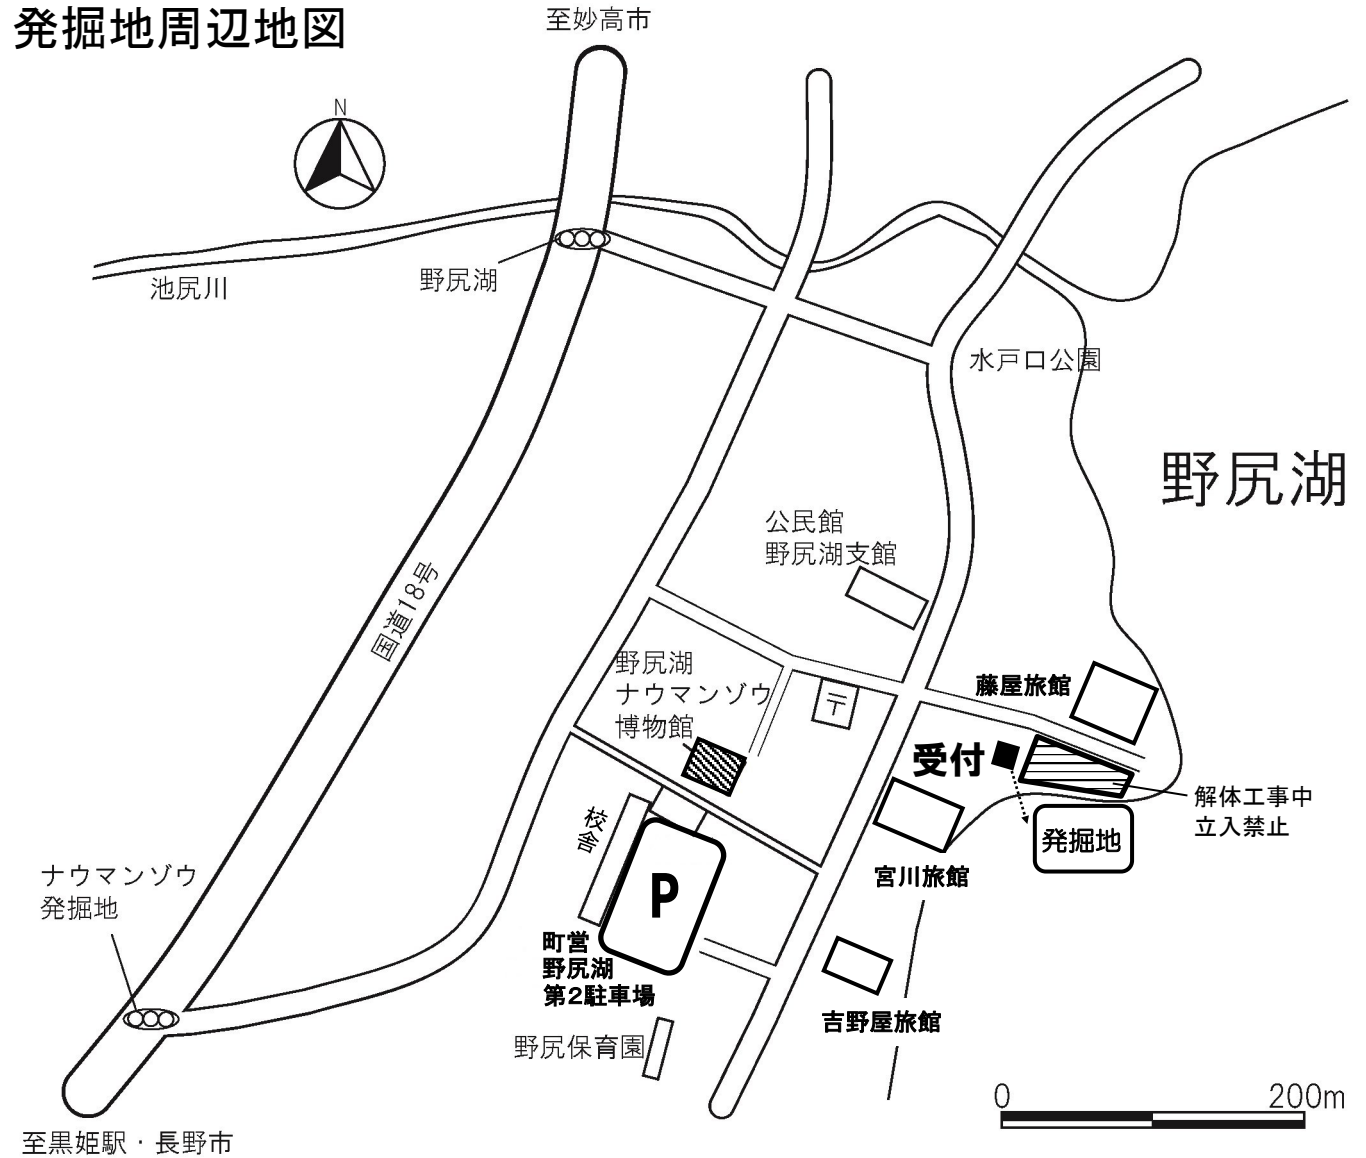 発掘地周辺地図
至妙高市
N
池尻川
野尻湖
水戸口公園
野尻湖
公民館
野尻湖支館
国道18号
野尻湖
ナウマンゾウ
博物館
〒
藤屋旅館
受付
解体工事中
立入禁止
発掘地
校舎
宮川旅館
P
ナウマンゾウ
発掘地
町営
野尻湖
第2駐車場
吉野屋旅館
野尻保育園
0 200m
至黒姫駅・長野市